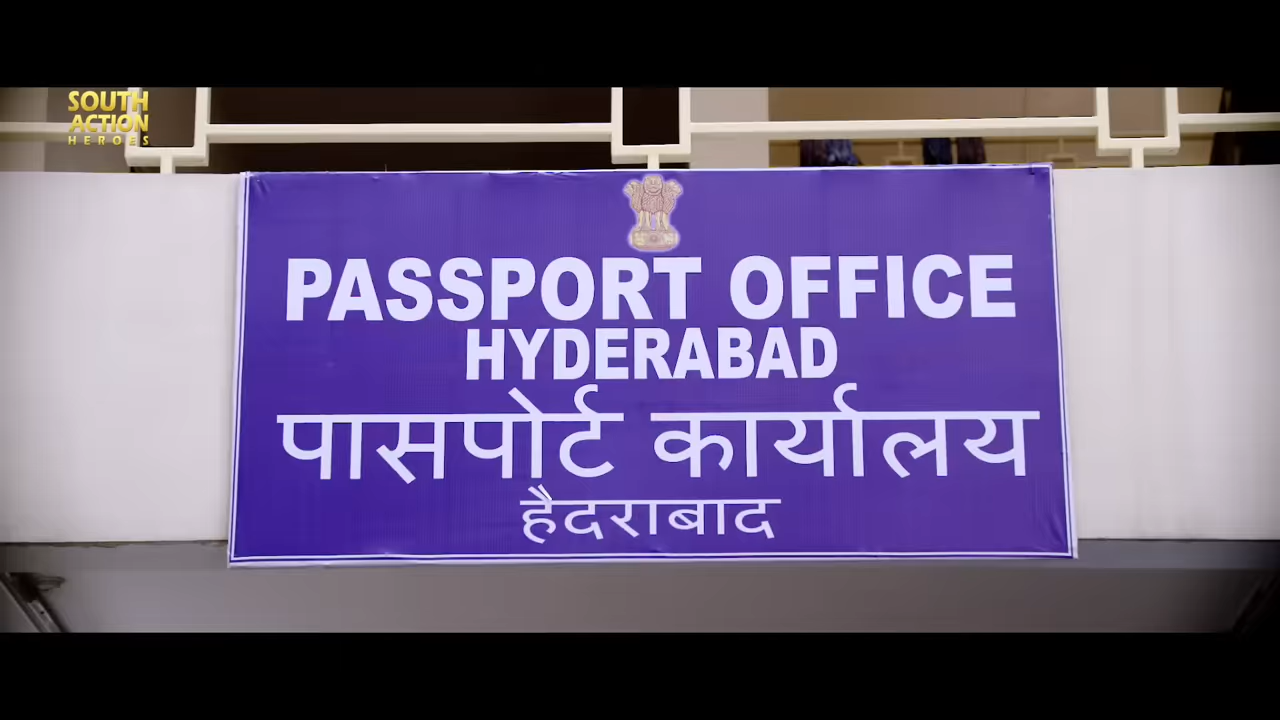 SOUTH
ACTION
HEROES
PASSPORT OFFICE
HYDERABAD
पासपोर्ट कार्यालय
हैदराबाद